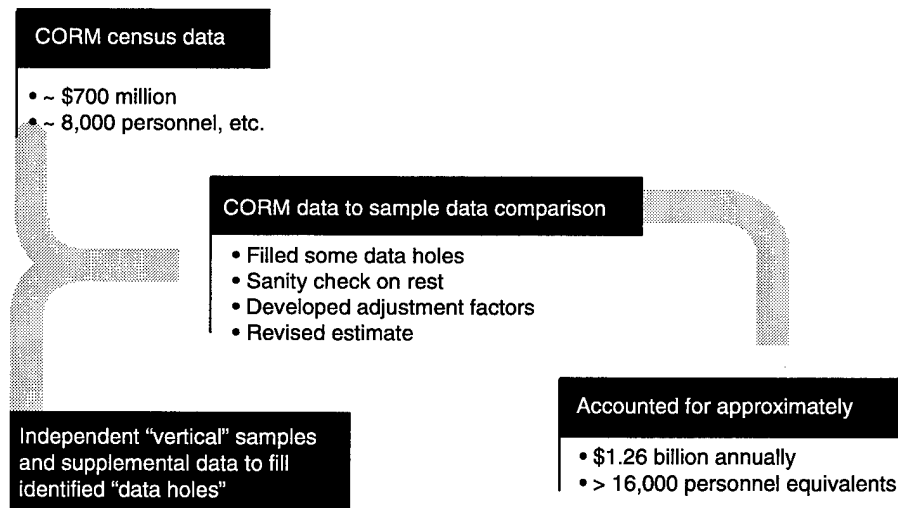 CORM census data
• ~ $700 million
• ~ 8,000 personnel, etc.
CORM data to sample data comparison
• Filled some data holes
• Sanity check on rest
• Developed adjustment factors
• Revised estimate
Independent “vertical” samples
and supplemental data to fill
identified “data holes”
Accounted for approximately
• $1.26 billion annually
• > 16,000 personnel equivalents